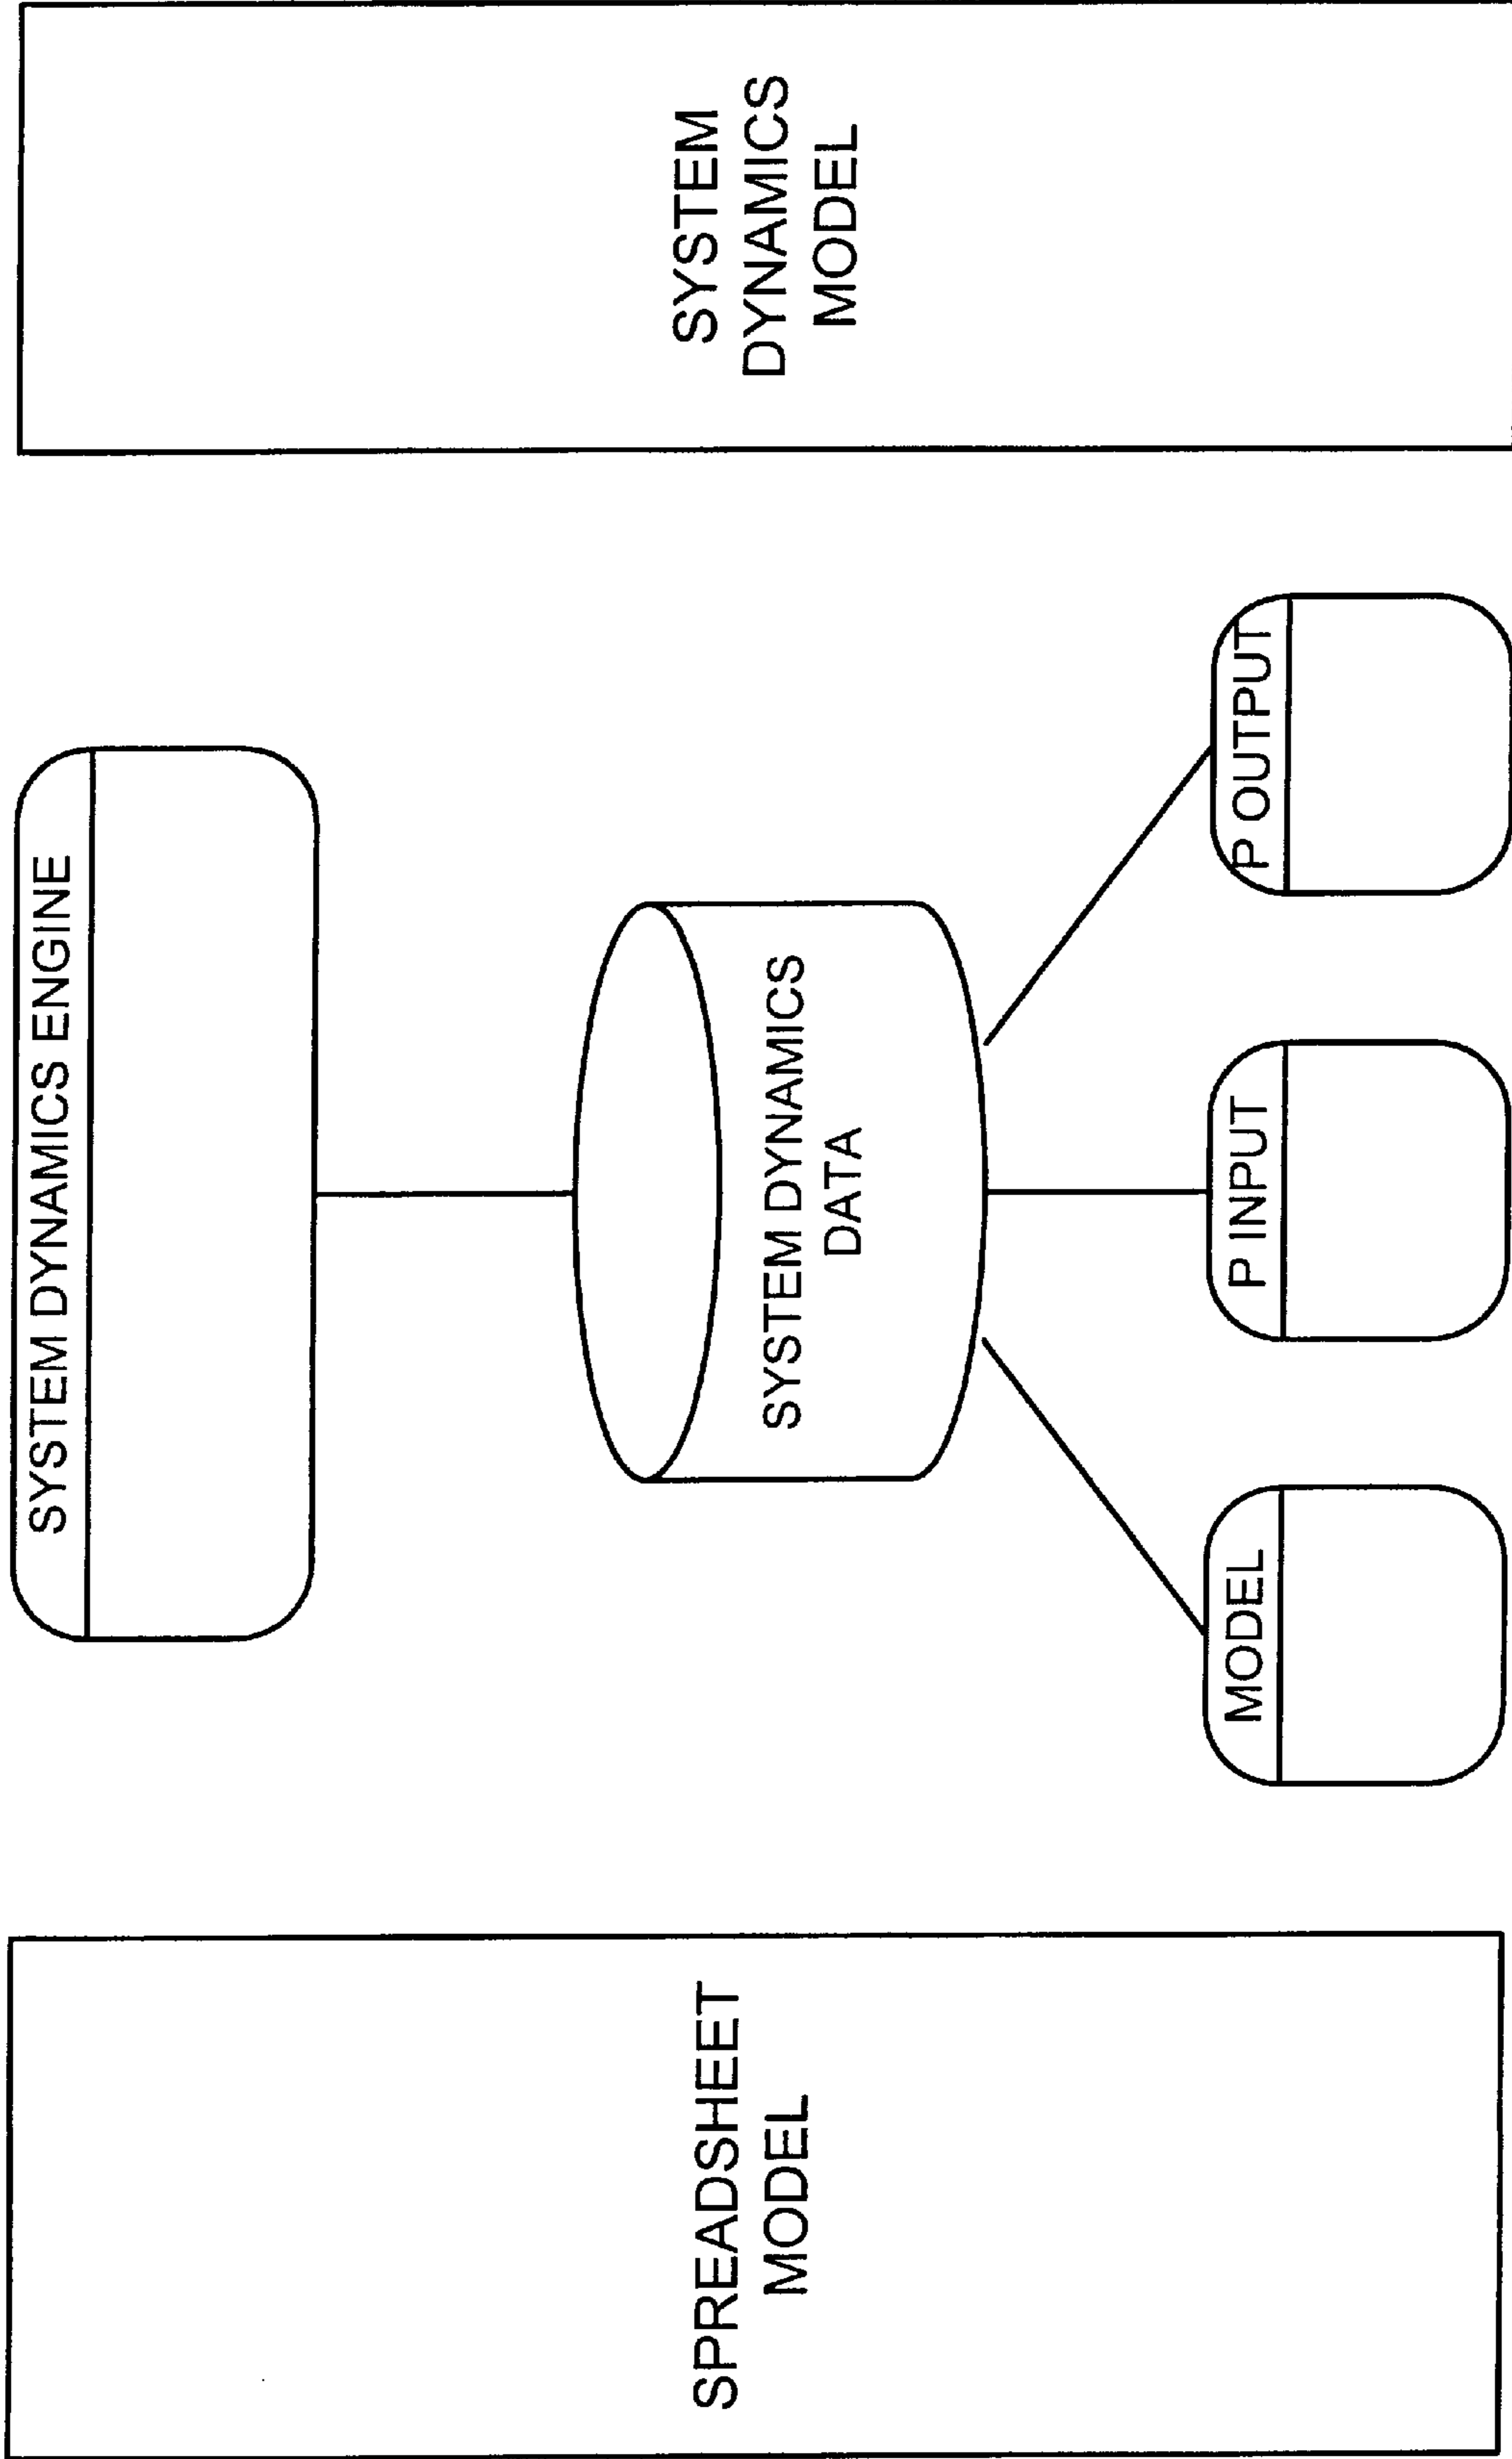 SPREADSHEET
MODEL
SYSTEM DYNAMICS ENGINE
SYSTEM DYNAMICS
DATA
MODEL
P INPUT
P OUTPUT
SYSTEM
DYNAMICS
MODEL